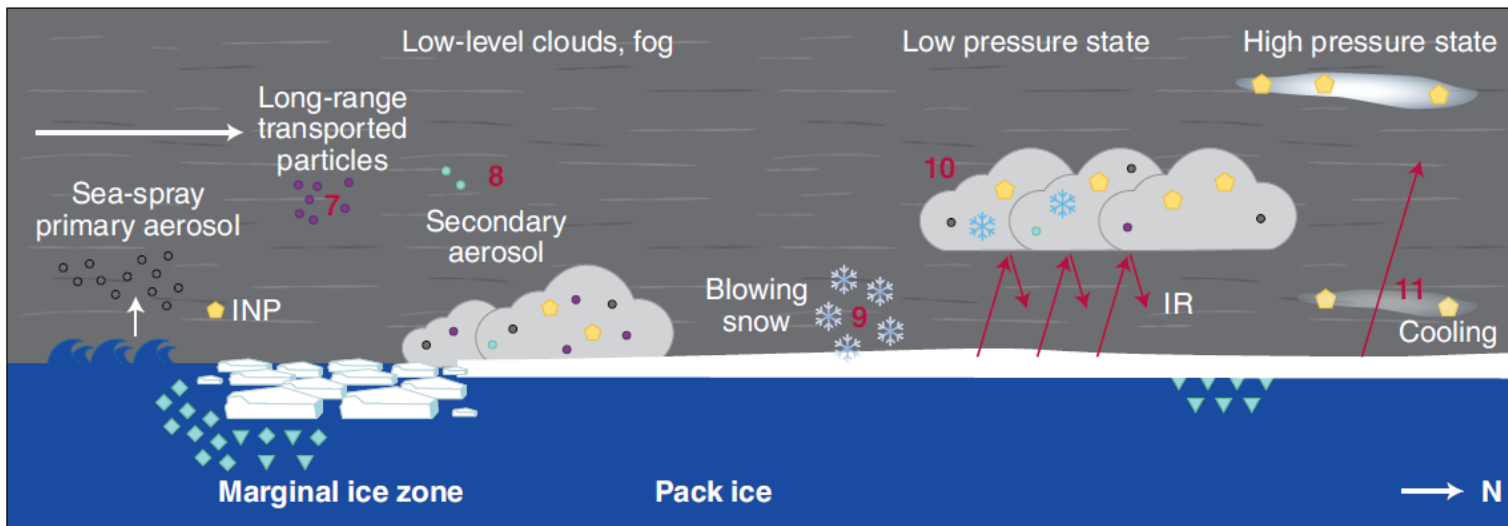 Low-level clouds, fog
Low pressure state
High pressure state
Long-range
transported
particles
7
8
10
Sea-spray
primary aerosol
Secondary
aerosol
INP
Blowing
snow
9
IR
11
Cooling
Marginal ice zone
Pack ice
N